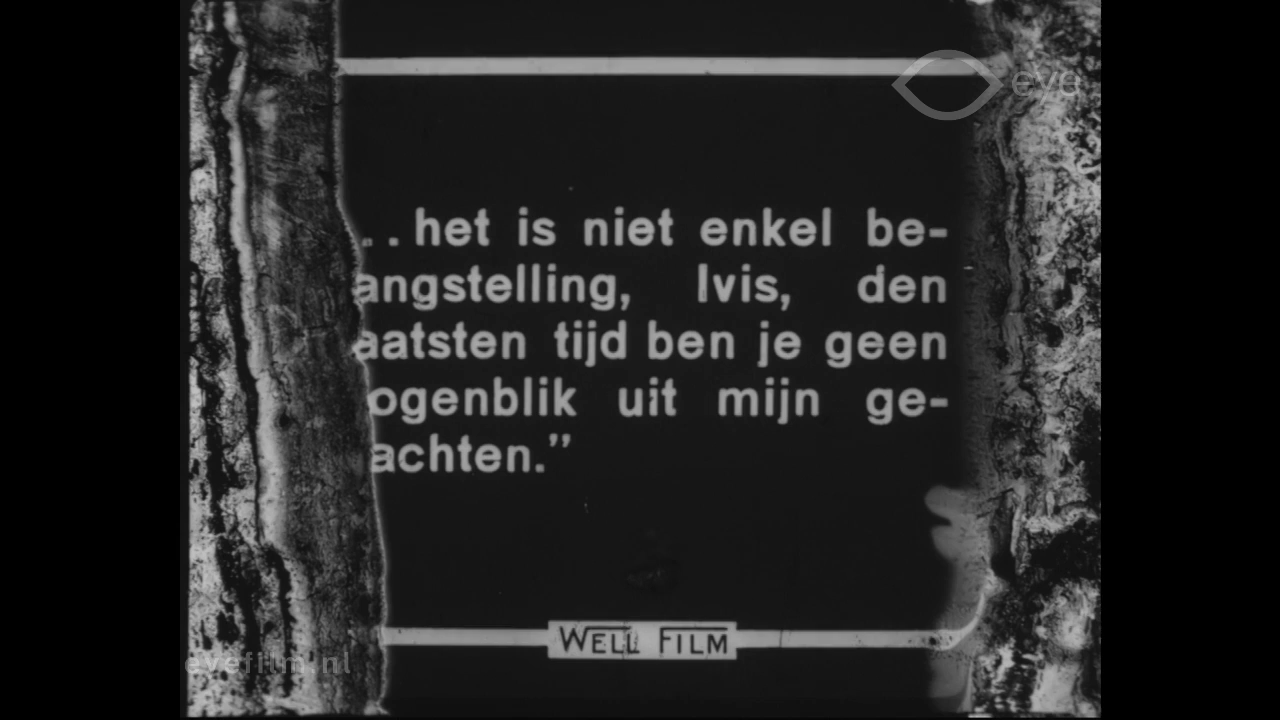 eye
..het is niet enkel be-
angstelling, Ivis, den
aatsten tijd ben je geen
ogenblik uit mijn ge-
achten."
WELL FILM
eyefilm.nl